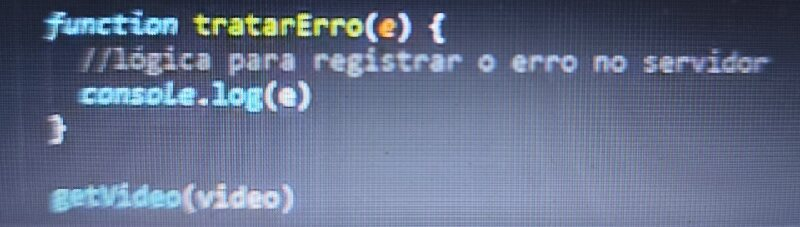 function tratarErro(e) {
//lógica para registrar o erro no servidor
console.log(e)
}
getVideo(video)